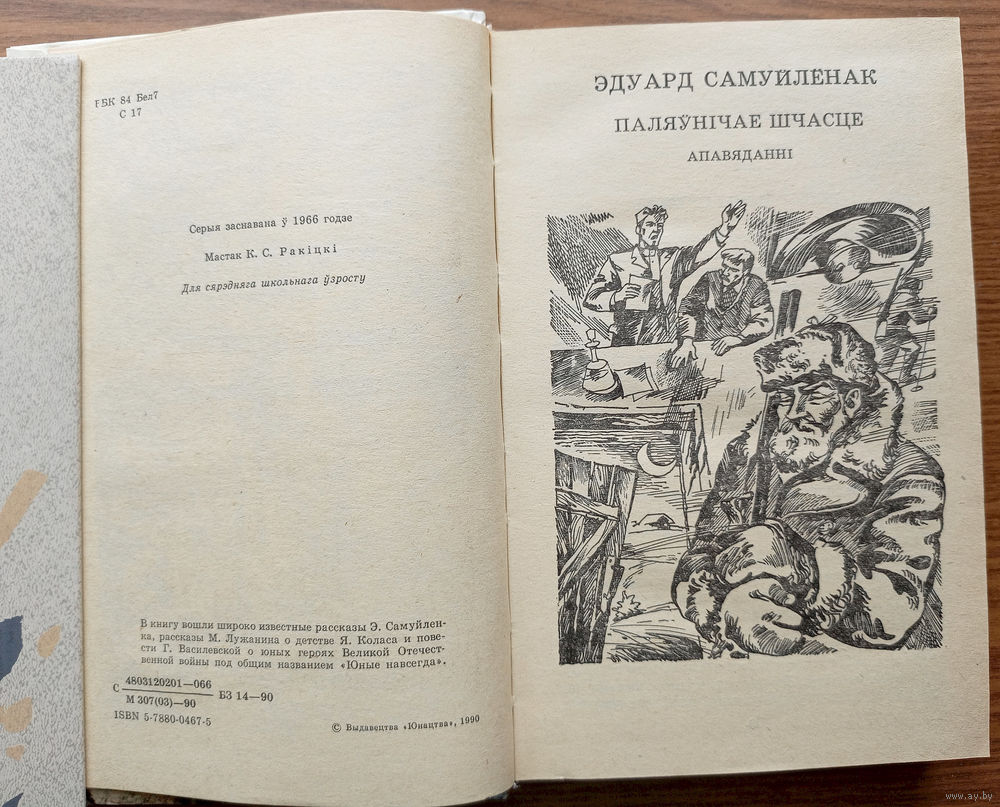 ББК 84 Бел7
С 17
Серыя заснавана ў 1966 годзе
Мастак К. С. Ракіцкі
Для сярэдняга школьнага ўзросту
В книгу вошли широко известные рассказы Э. Самуйлен-
ка, рассказы М. Лужанина о детстве Я. Коласа и пове-
сти Г. Василевской о юных героях Великой Отечест-
венной войны под общим названием «Юные навсегда».
С 4803120201—066
М 307(03)—90 БЗ 14—90
ISBN 5-7880-0467-5
© Выдавецтва «Юнацтва», 1990
ЭДУАРД САМУЙЛЁНАК
ПАЛЯЎНІЧАЕ ШЧАСЦЕ
АПАВЯДАННІ
www.ay.by